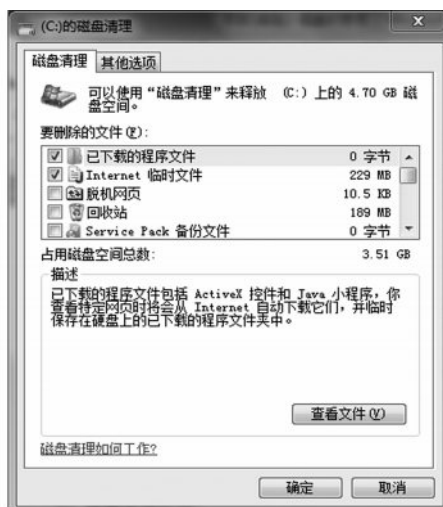 (C:)的磁盘清理
磁盘清理 其他选项
可以使用“磁盘清理”来释放 (C:) 上的 4.70 GB 磁
盘空间。
要删除的文件(F):
已下载的程序文件 0 字节
Internet 临时文件 229 MB
脱机网页 10.5 KB
回收站 189 MB
Service Pack 备份文件 0 字节
占用磁盘空间总数: 3.51 GB
描述
已下载的程序文件包括 ActiveX 控件和 Java 小程序，你
查看特定网页时将会从 Internet 自动下载它们，并临时
保存在硬盘上的已下载的程序文件夹中。
查看文件(V)
磁盘清理如何工作?
确定 取消